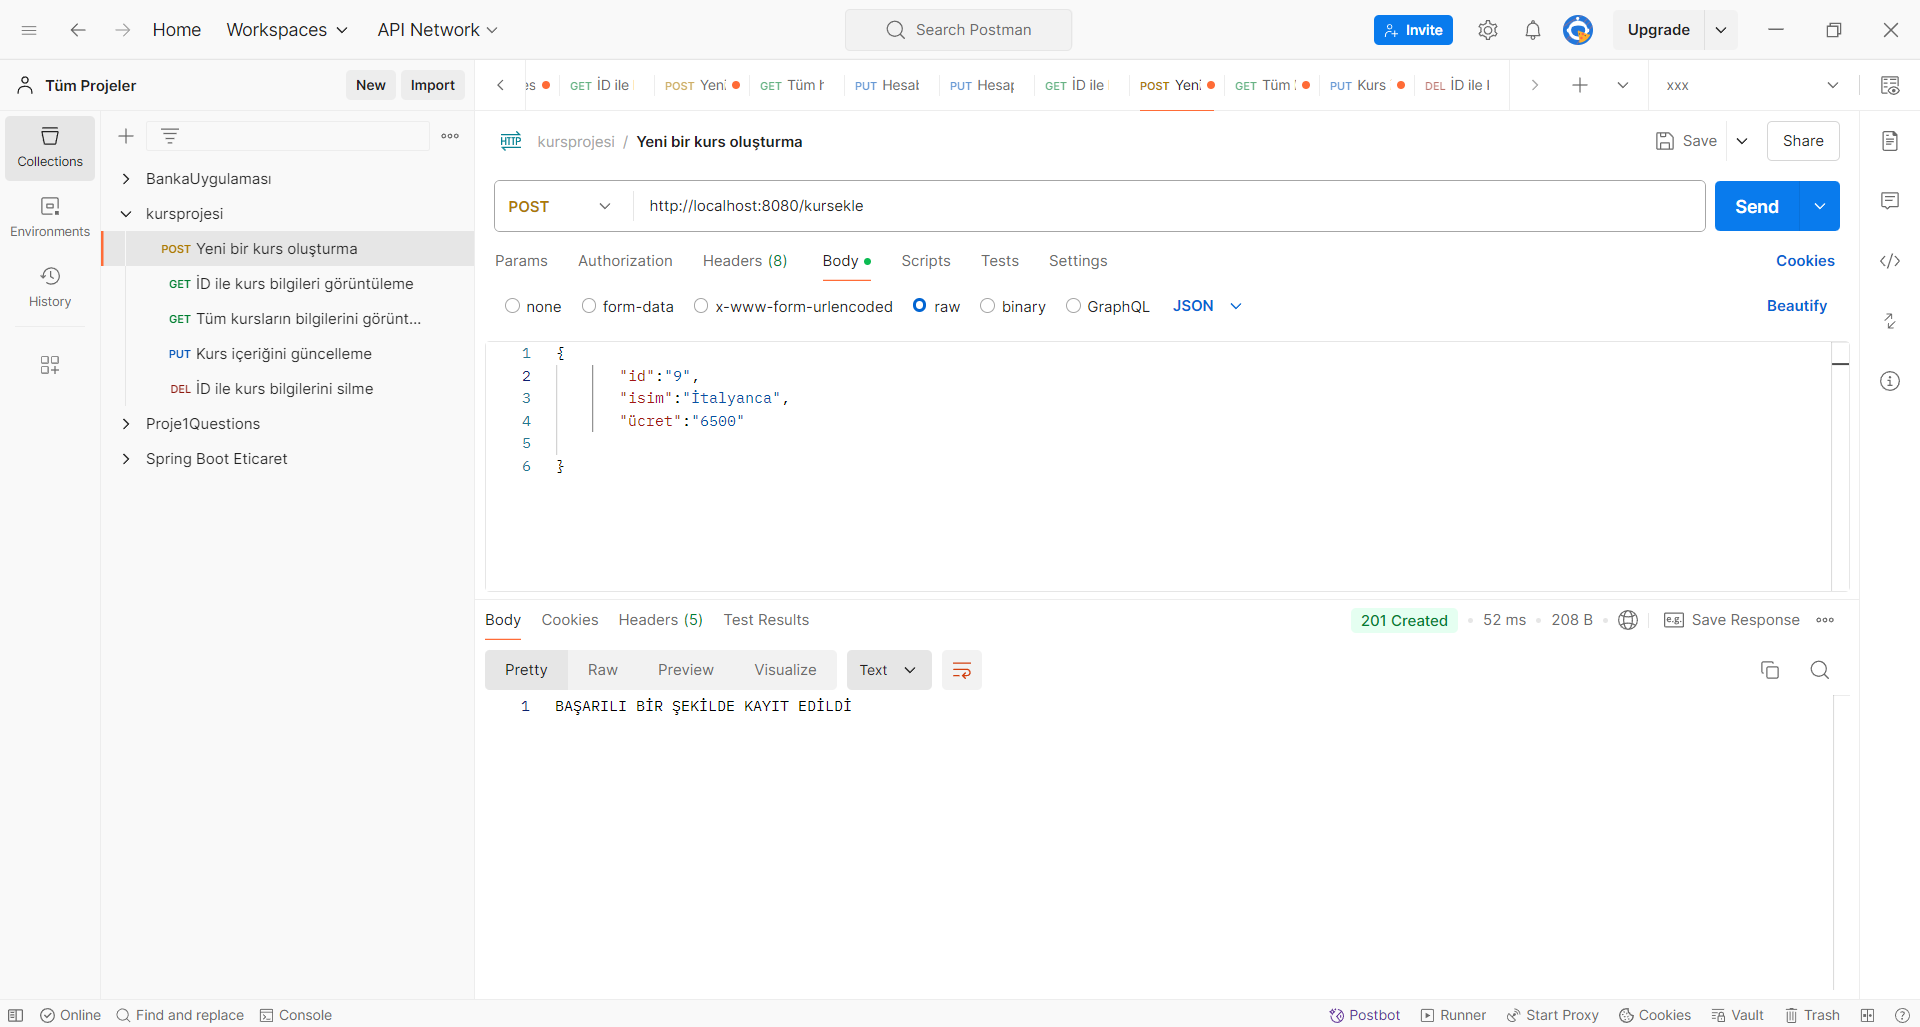 Home Workspaces API Network Search Postman Invite Upgrade
Tüm Projeler New Import
es GET İD ile POST Yeni GET Tüm h PUT Hesab PUT Hesap GET İD ile POST Yeni GET Tüm PUT Kurs DEL İD ile xxx
Collections
Environments
History
BankaUygulaması
kursprojesi
POST Yeni bir kurs oluşturma
GET İD ile kurs bilgileri görüntüleme
GET Tüm kursların bilgilerini görünt...
PUT Kurs içeriğini güncelleme
DEL İD ile kurs bilgilerini silme
Proje1Questions
Spring Boot Eticaret
HTTP kursprojesi / Yeni bir kurs oluşturma Save Share
POST http://localhost:8080/kursekle Send
Params Authorization Headers (8) Body Scripts Tests Settings Cookies
none form-data x-www-form-urlencoded raw binary GraphQL JSON Beautify
1 {
2 "id":"9",
3 "isim":"İtalyanca",
4 "ücret":"6500"
5
6 }
Body Cookies Headers (5) Test Results 201 Created 52 ms 208 B e.g. Save Response
Pretty Raw Preview Visualize Text
1 BAŞARILI BİR ŞEKİLDE KAYIT EDİLDİ
Online Find and replace Console Postbot Runner Start Proxy Cookies Vault Trash